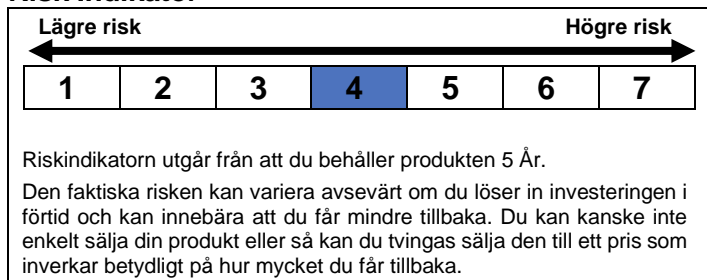 Lägre risk Högre risk
1 2 3 4 5 6 7
Riskindikatorn utgår från att du behåller produkten 5 År.
Den faktiska risken kan variera avsevärt om du löser in investeringen i
förtid och kan innebära att du får mindre tillbaka. Du kan kanske inte
enkelt sälja din produkt eller så kan du tvingas sälja den till ett pris som
inverkar betydligt på hur mycket du får tillbaka.